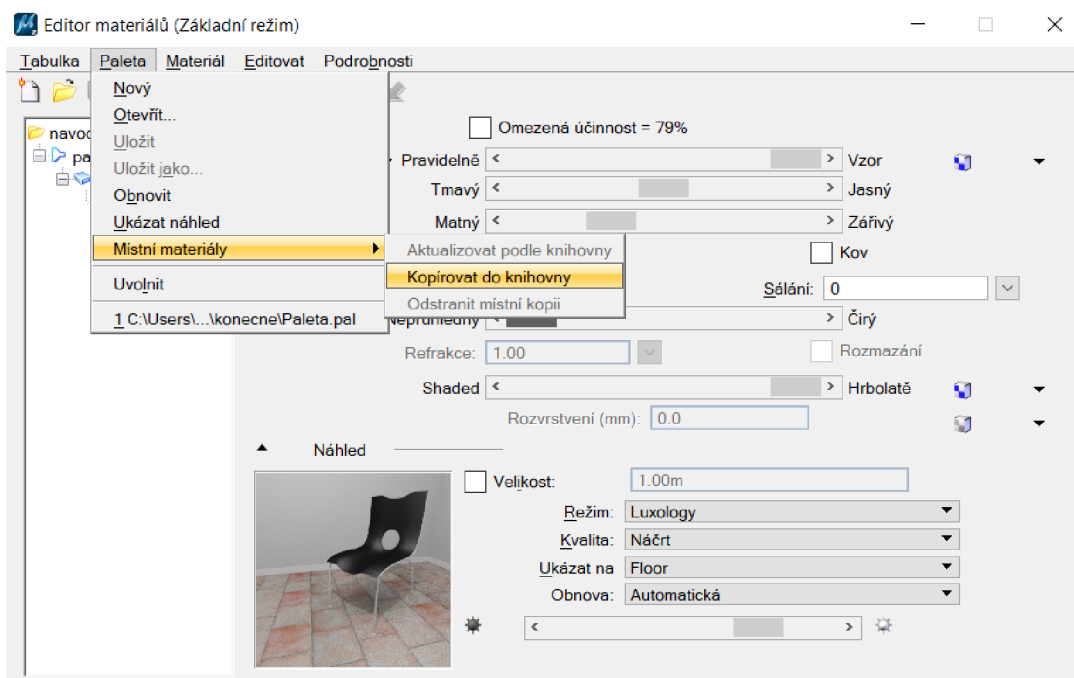 Editor materiálů (Základní režim)
Tabulka Paleta Materiál Editovat Podrobnosti
Nový
Otevřít...
Uložit
Uložit jako...
Obnovit
Ukázat náhled
Místní materiály
Uvolnit
1 C:\Users\...\konecne\Paleta.pal
Aktualizovat podle knihovny
Kopírovat do knihovny
Odstranit místní kopii
Omezená účinnost = 79%
Pravidelně Vzor
Tmavý Jasný
Matný Zářivý
Kov
Sálání: 0
Neprůhledný Čirý
Refrakce: 1.00 Rozmazání
Shaded Hrbolatě
Rozvrstvení (mm): 0.0
Náhled
Velikost: 1.00m
Režim: Luxology
Kvalita: Náčrt
Ukázat na Floor
Obnova: Automatická